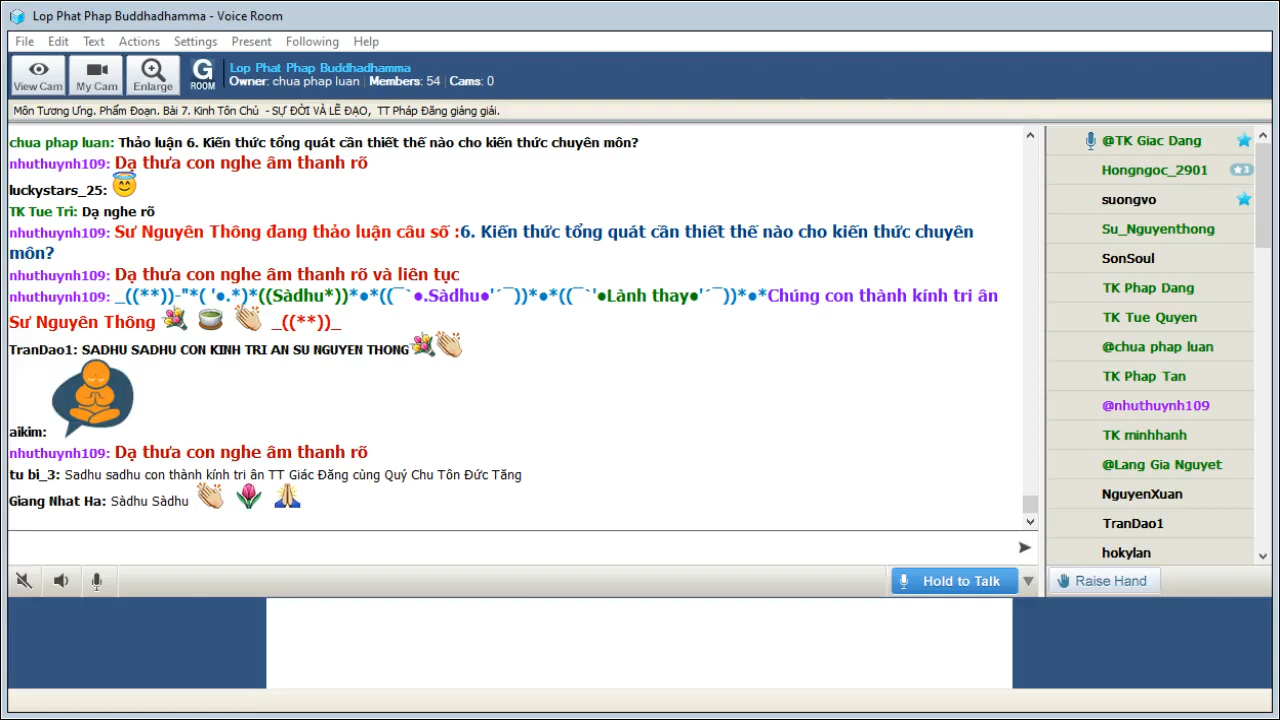 Lop Phat Phap Buddhadhamma - Voice Room
File Edit Text Actions Settings Present Following Help
View Cam My Cam Enlarge G ROOM
Lop Phat Phap Buddhadhamma
Owner: chua phap luan | Members: 54 | Cams: 0
Môn Tương Ưng. Phẩm Đoạn. Bài 7. Kinh Tôn Chủ - SỰ ĐỜI VÀ LẼ ĐẠO, TT Pháp Đăng giảng giải.
chua phap luan: Thảo luận 6. Kiến thức tổng quát cần thiết thế nào cho kiến thức chuyên môn?
nhuthuynh109: Dạ thưa con nghe âm thanh rõ
luckystars_25:
TK Tue Tri: Dạ nghe rõ
nhuthuynh109: Sư Nguyên Thông đang thảo luận câu số :6. Kiến thức tổng quát cần thiết thế nào cho kiến thức chuyên
môn?
nhuthuynh109: Dạ thưa con nghe âm thanh rõ và liên tục
nhuthuynh109: _((**))-"*( '●.*)*((Sàdhu*))*●*((¯`●.Sàdhu●'´¯))*●*●*((¯`'●Lành thay●'´¯))*●*●*Chúng con thành kính tri ân
Sư Nguyên Thông _((**))_
TranDao1: SADHU SADHU CON KINH TRI AN SU NGUYEN THONG
aikim:
nhuthuynh109: Dạ thưa con nghe âm thanh rõ
tu bi_3: Sadhu sadhu con thành kính tri ân TT Giác Đăng cùng Quý Chu Tôn Đức Tăng
Giang Nhat Ha: Sàdhu Sàdhu
@TK Giac Dang
Hongngoc_2901 3
suongvo
Su_Nguyenthong
SonSoul
TK Phap Dang
TK Tue Quyen
@chua phap luan
TK Phap Tan
@nhuthuynh109
TK minhhanh
@Lang Gia Nguyet
NguyenXuan
TranDao1
hokylan
Hold to Talk
Raise Hand